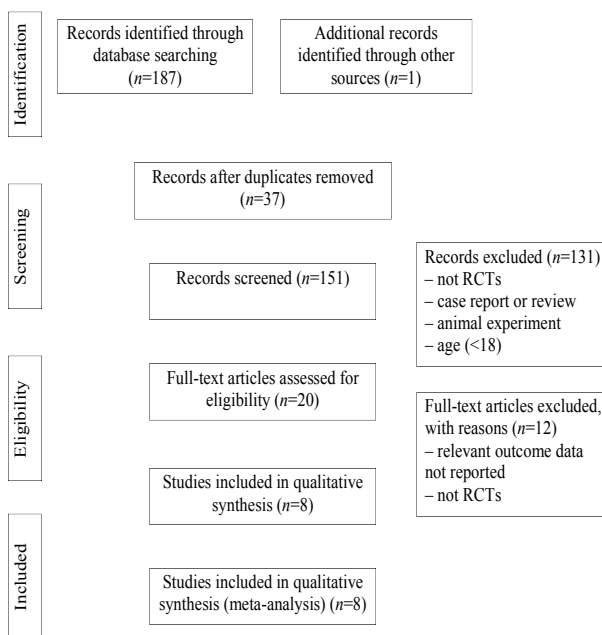 Identification
Records identified through
database searching
(n=187)
Additional records
identified through other
sources (n=1)
Screening
Records after duplicates removed
(n=37)
Records screened (n=151)
Records excluded (n=131)
– not RCTs
– case report or review
– animal experiment
– age (<18)
Eligibility
Full-text articles assessed for
eligibility (n=20)
Full-text articles excluded,
with reasons (n=12)
– relevant outcome data
not reported
– not RCTs
Studies included in qualitative
synthesis (n=8)
Included
Studies included in qualitative
synthesis (meta-analysis) (n=8)